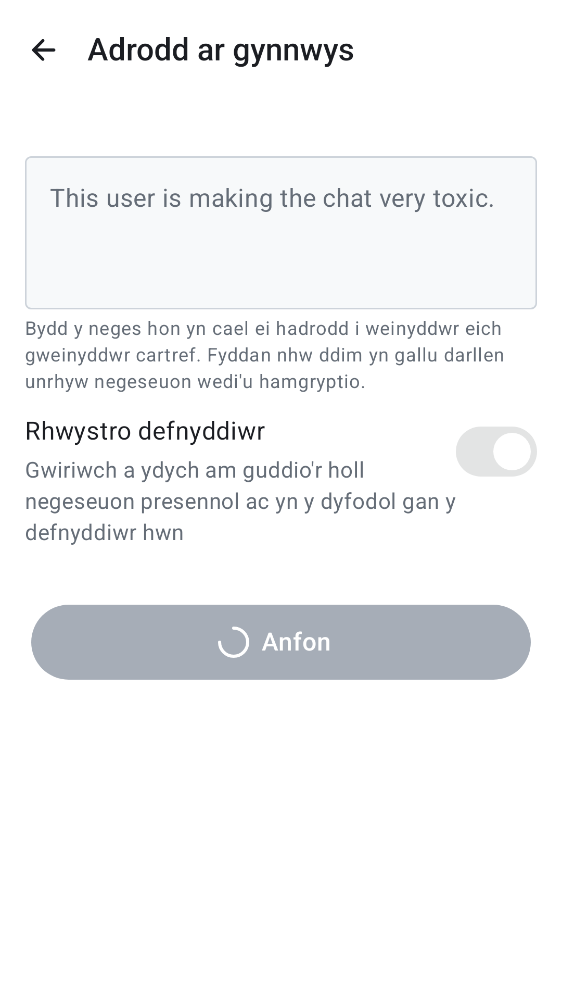 Adrodd ar gynnwys
This user is making the chat very toxic.
Bydd y neges hon yn cael ei hadrodd i weinyddwr eich
gweinyddwr cartref. Fyddan nhw ddim yn gallu darllen
unrhyw negeseuon wedi'u hamgryptio.
Rhwystro defnyddiwr
Gwiriwch a ydych am guddio'r holl
negeseuon presennol ac yn y dyfodol gan y
defnyddiwr hwn
Anfon